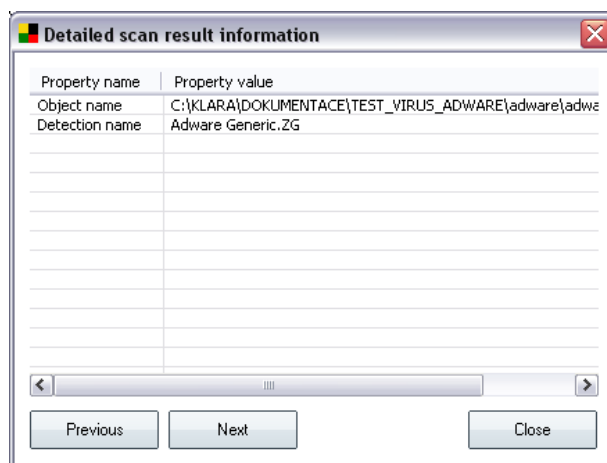 Detailed scan result information
Property name Property value
Object name C:\KLARA\DOKUMENTACE\TEST_VIRUS_ADWARE\adware\adwa
Detection name Adware Generic.ZG
Previous Next Close